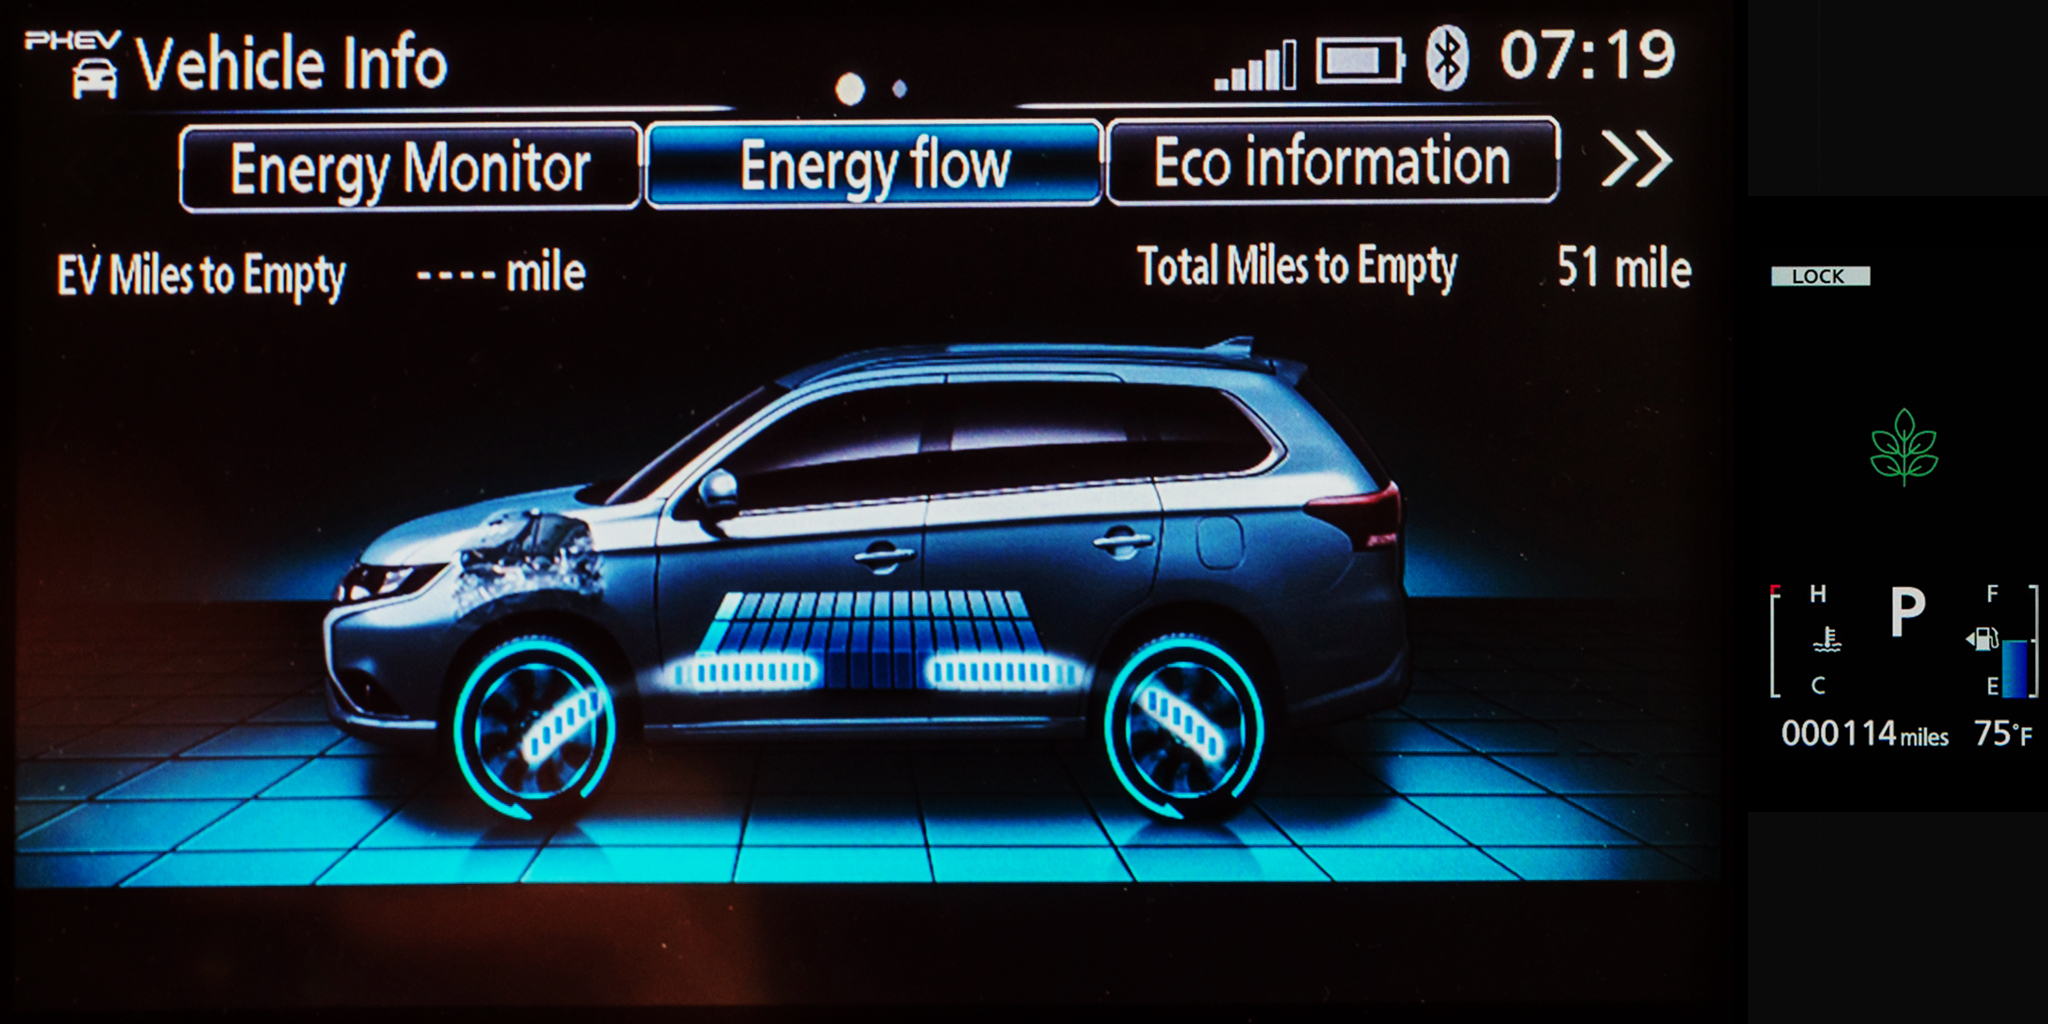 PHEV Vehicle Info
07:19
Energy Monitor
Energy flow
Eco information
EV Miles to Empty ---- mile
Total Miles to Empty 51 mile
LOCK
H
P
F
C
E
000114 miles
75°F